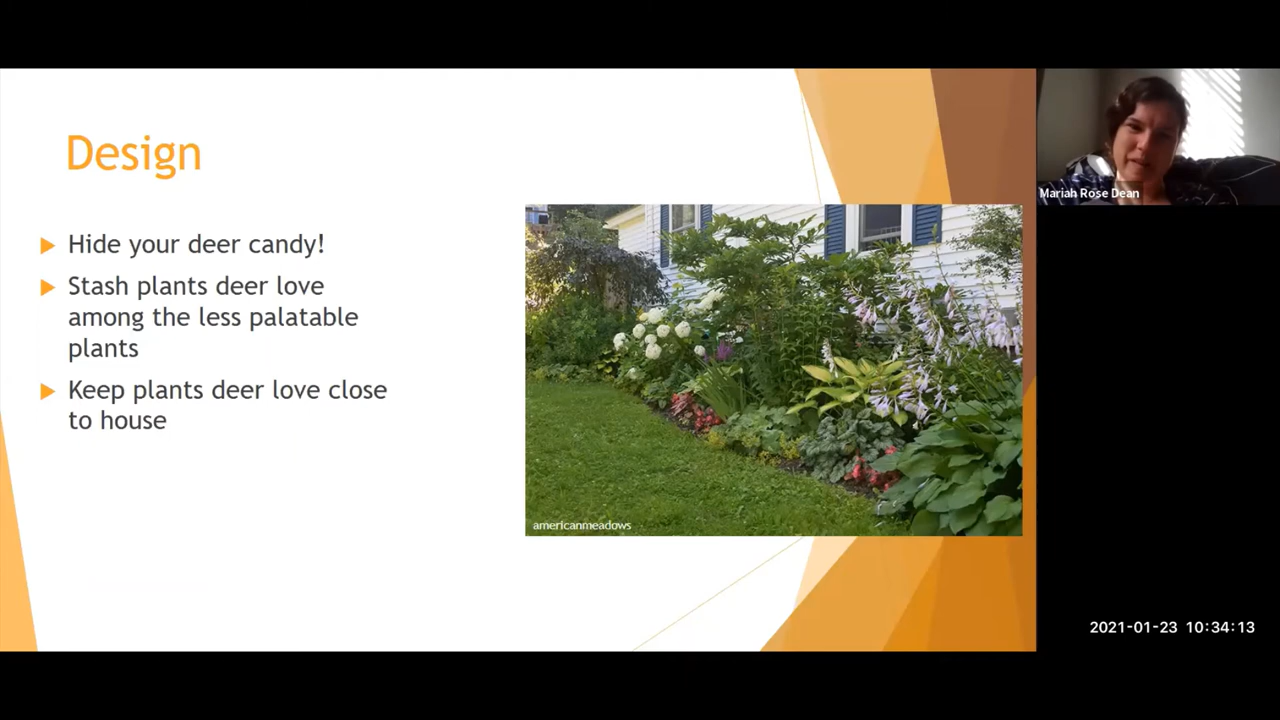 Design
Hide your deer candy!
Stash plants deer love
among the less palatable
plants
Keep plants deer love close
to house
americanmeadows
Mariah Rose Dean
2021-01-23 10:34:13